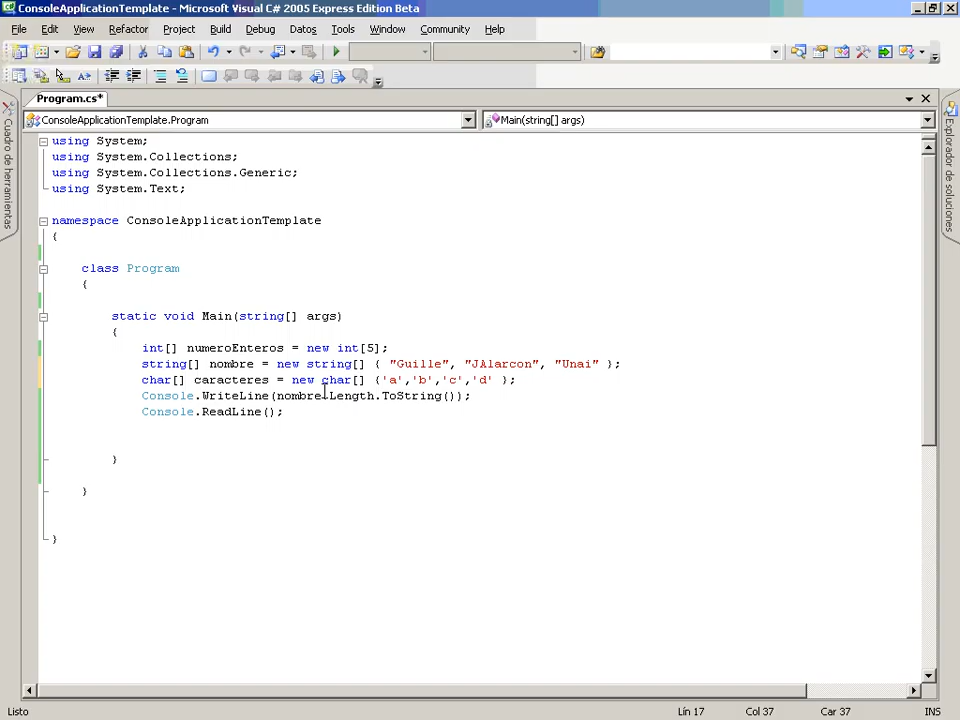 ConsoleApplicationTemplate - Microsoft Visual C# 2005 Express Edition Beta
File Edit View Refactor Project Build Debug Datos Tools Window Community Help
Program.cs*
ConsoleApplicationTemplate.Program
Main(string[] args)
Cuadro de herramientas
Explorador de soluciones
using System;
using System.Collections;
using System.Collections.Generic;
using System.Text;
namespace ConsoleApplicationTemplate
{
class Program
{
static void Main(string[] args)
{
int[] numeroEnteros = new int[5];
string[] nombre = new string[] { "Guille", "JAlarcon", "Unai" };
char[] caracteres = new char[] {'a','b','c','d' };
Console.WriteLine(nombre.Length.ToString());
Console.ReadLine();
}
}
}
Listo Lín 17 Col 37 Car 37 INS